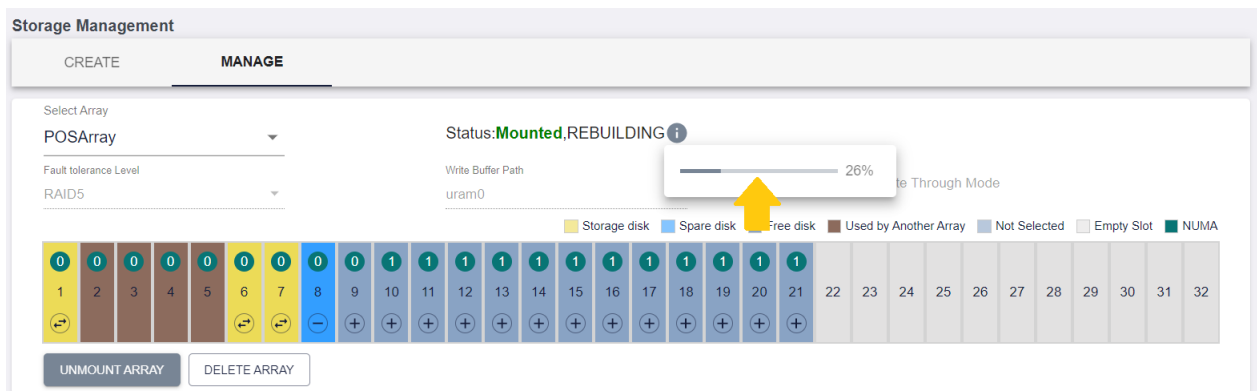 Storage Management
CREATE MANAGE
Select Array
POSArray
Status:Mounted,REBUILDING i
Fault tolerance Level
RAID5
Write Buffer Path
uram0
26%
Through Mode
Storage disk Spare disk Free disk Used by Another Array Not Selected Empty Slot NUMA
0 0 0 0 0 0 0 0 0 1 1 1 1 1 1 1 1 1 1 1 1
1 2 3 4 5 6 7 8 9 10 11 12 13 14 15 16 17 18 19 20 21 22 23 24 25 26 27 28 29 30 31 32
UNMOUNT ARRAY DELETE ARRAY